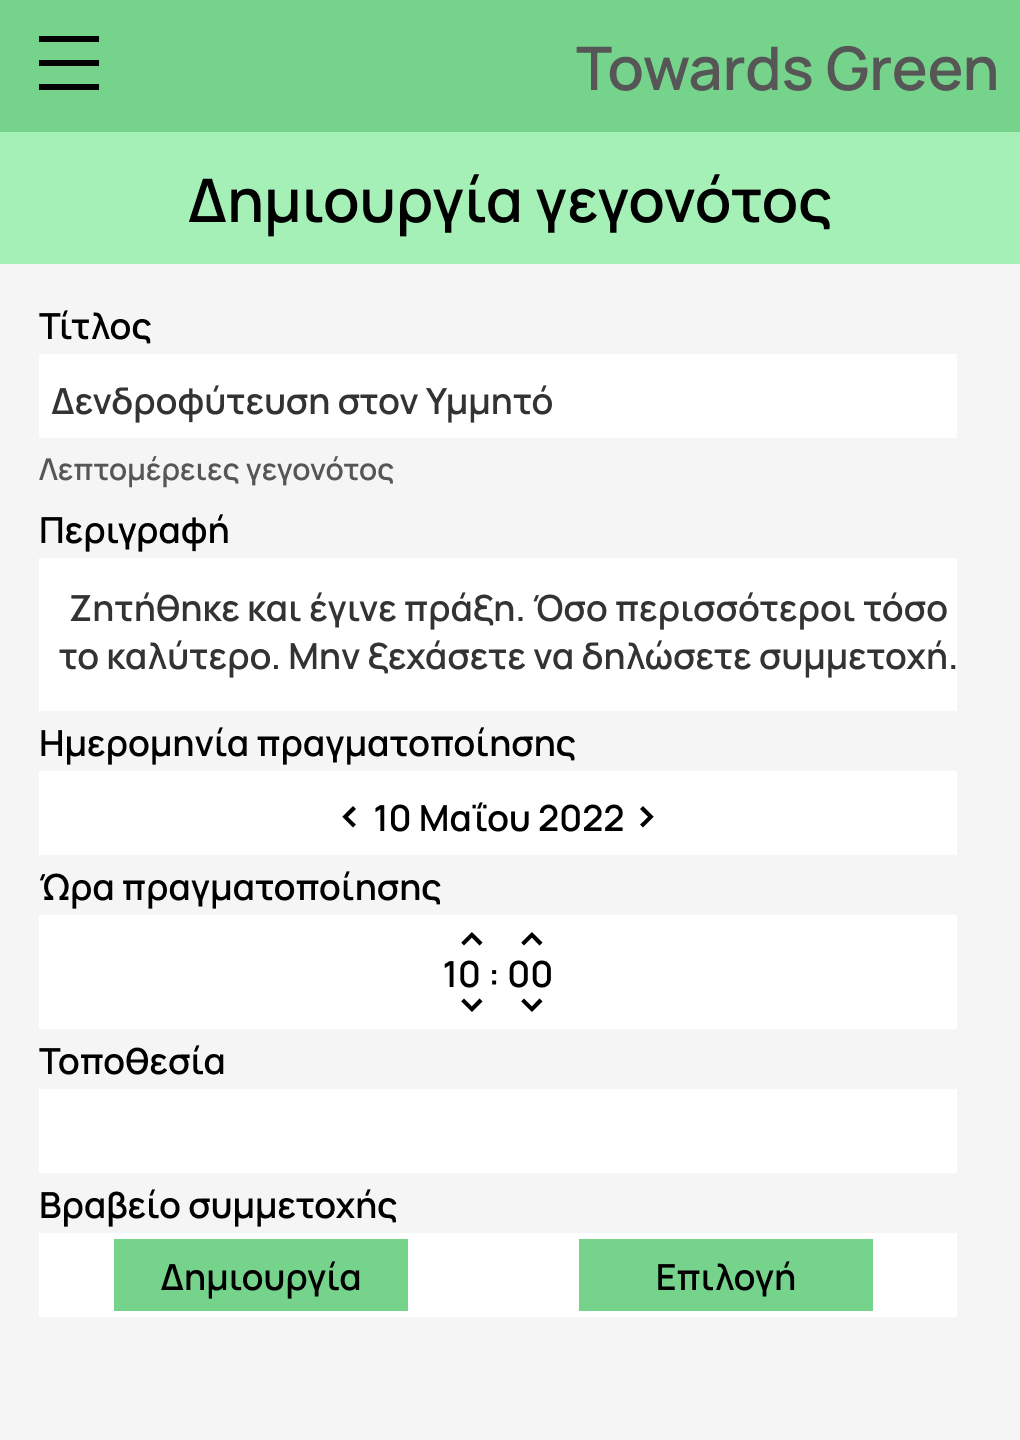 Towards Green
Δημιουργία γεγονότος
Τίτλος
Δενδροφύτευση στον Υμμητό
Λεπτομέρειες γεγονότος
Περιγραφή
Ζητήθηκε και έγινε πράξη. Όσο περισσότεροι τόσο
το καλύτερο. Μην ξεχάσετε να δηλώσετε συμμετοχή.
Ημερομηνία πραγματοποίησης
10 Μαΐου 2022
Ώρα πραγματοποίησης
10 : 00
Τοποθεσία
Βραβείο συμμετοχής
Δημιουργία
Επιλογή